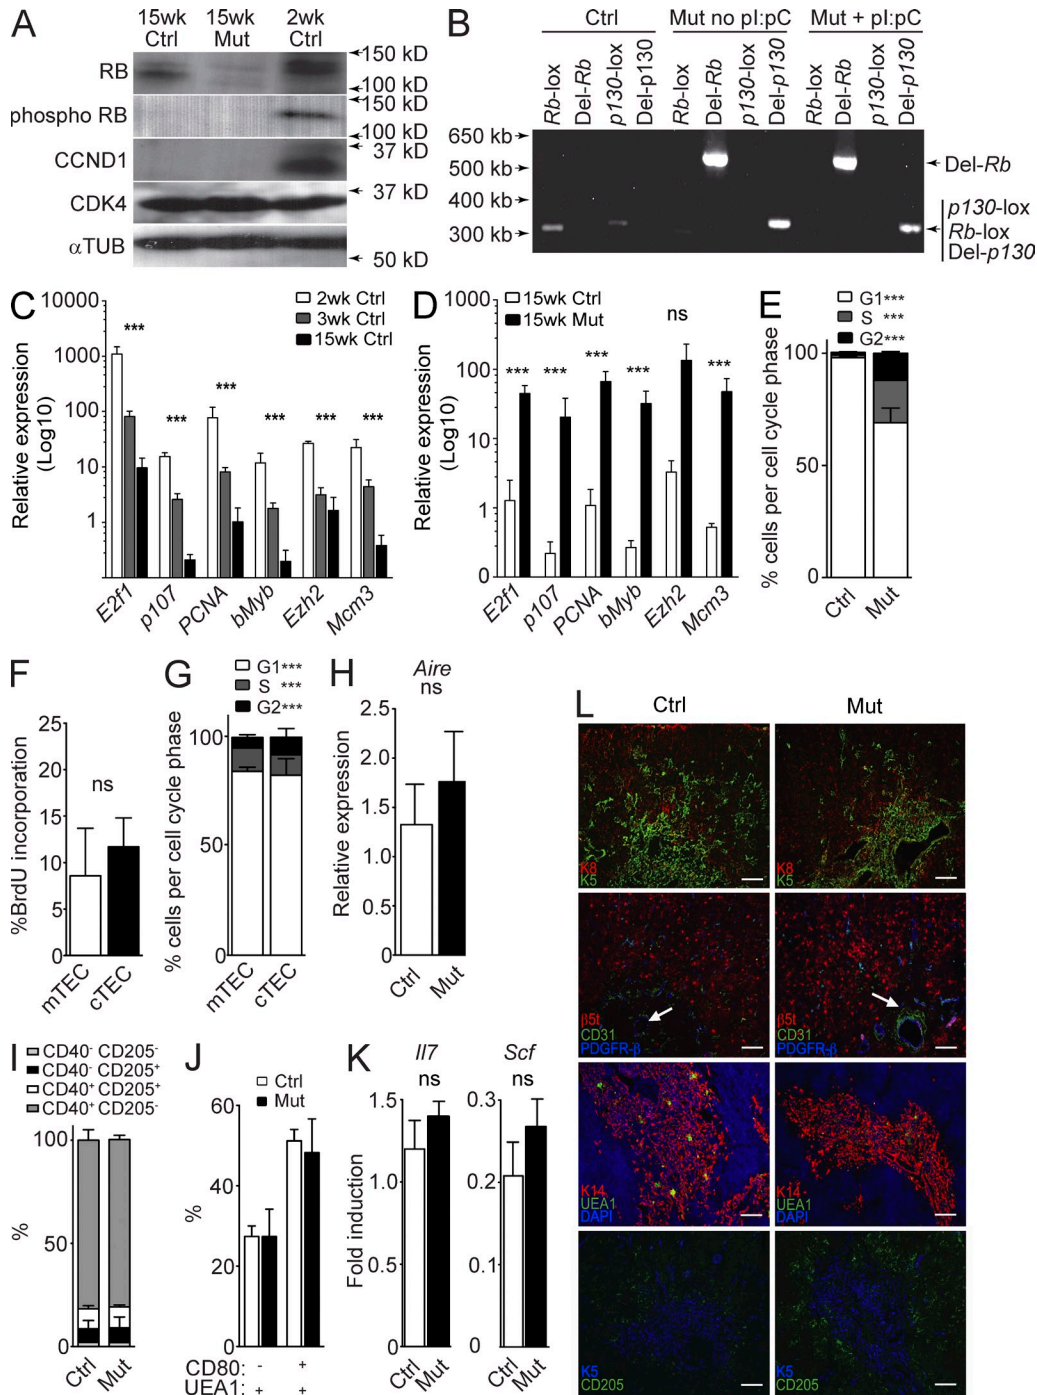 A
15wk Ctrl
15wk Mut
2wk Ctrl
RB
150 kD
100 kD
phospho RB
150 kD
100 kD
CCND1
37 kD
CDK4
37 kD
αTUB
50 kD
B
Ctrl
Mut no pI:pC
Mut + pI:pC
Rb-lox
Del-Rb
p130-lox
Del-p130
Rb-lox
Del-Rb
p130-lox
Del-p130
Rb-lox
Del-Rb
p130-lox
Del-p130
650 kb
500 kb
400 kb
300 kb
Del-Rb
p130-lox
Rb-lox
Del-p130
C
Relative expression (Log10)
10000
1000
100
10
1
2wk Ctrl
3wk Ctrl
15wk Ctrl
*** *** *** *** *** ***
E2f1 p107 PCNA bMyb Ezh2 Mcm3
D
Relative expression (Log10)
1000
100
1
0
15wk Ctrl
15wk Mut
*** *** *** *** ns ***
E2f1 p107 PCNA bMyb Ezh2 Mcm3
E
G1***
S ***
G2***
% cells per cell cycle phase
100
50
0
Ctrl Mut
F
%BrdU incorporation
25
20
15
10
5
0
ns
mTEC cTEC
G
G1***
S ***
G2***
% cells per cell cycle phase
100
50
0
mTEC cTEC
H
Aire
ns
Relative expression
2.5
2.0
1.5
1.0
0.5
0
Ctrl Mut
I
CD40- CD205-
CD40- CD205+
CD40+ CD205+
CD40+ CD205-
%
100
50
0
Ctrl Mut
J
Ctrl
Mut
%
60
40
20
0
CD80: - +
UEA1: + +
K
Il7
ns
Fold induction
1.5
1.0
0.5
0
Ctrl Mut
Scf
ns
0.3
0.2
0.1
0
Ctrl Mut
L
Ctrl
Mut
K8
K5
K8
K5
β5t
CD31
PDGFR-β
β5t
CD31
PDGFR-β
K14
UEA1
DAPI
K14
UEA1
DAPI
K5
CD205
K5
CD205